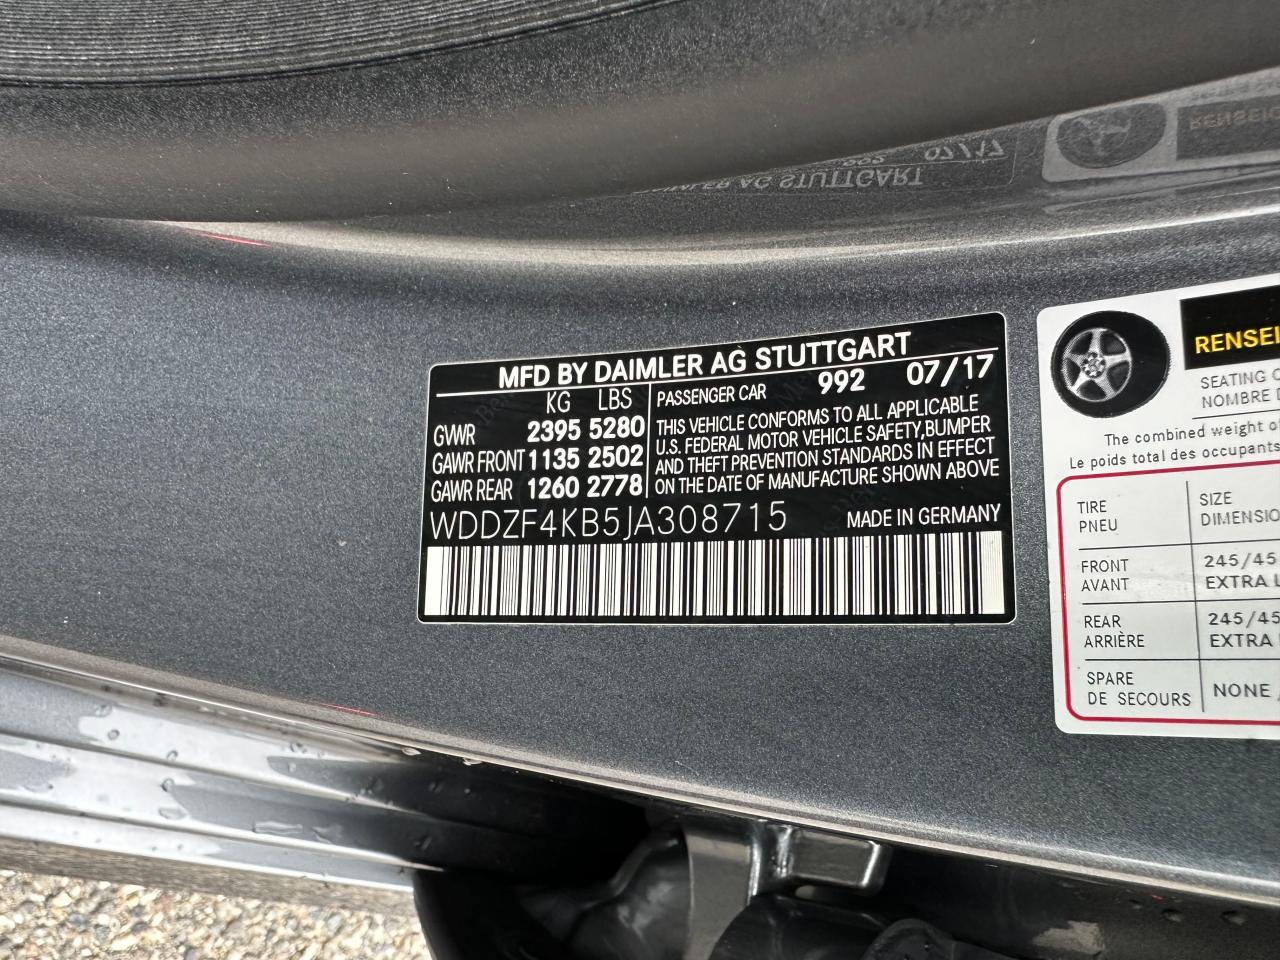 MFD BY DAIMLER AG STUTTGART
KG LBS
GWR 2395 5280
GAWR FRONT 1135 2502
GAWR REAR 1260 2778
PASSENGER CAR 992 07/17
THIS VEHICLE CONFORMS TO ALL APPLICABLE
U.S. FEDERAL MOTOR VEHICLE SAFETY,BUMPER
AND THEFT PREVENTION STANDARDS IN EFFECT
ON THE DATE OF MANUFACTURE SHOWN ABOVE
WDDZF4KB5JA308715 MADE IN GERMANY
RENSEI
SEATING
NOMBRE
The combined weight of
Le poids total des occupants
TIRE
PNEU
SIZE
DIMENSIO
FRONT
AVANT
245/45
EXTRA L
REAR
ARRIÈRE
245/45
EXTRA
SPARE
DE SECOURS
NONE